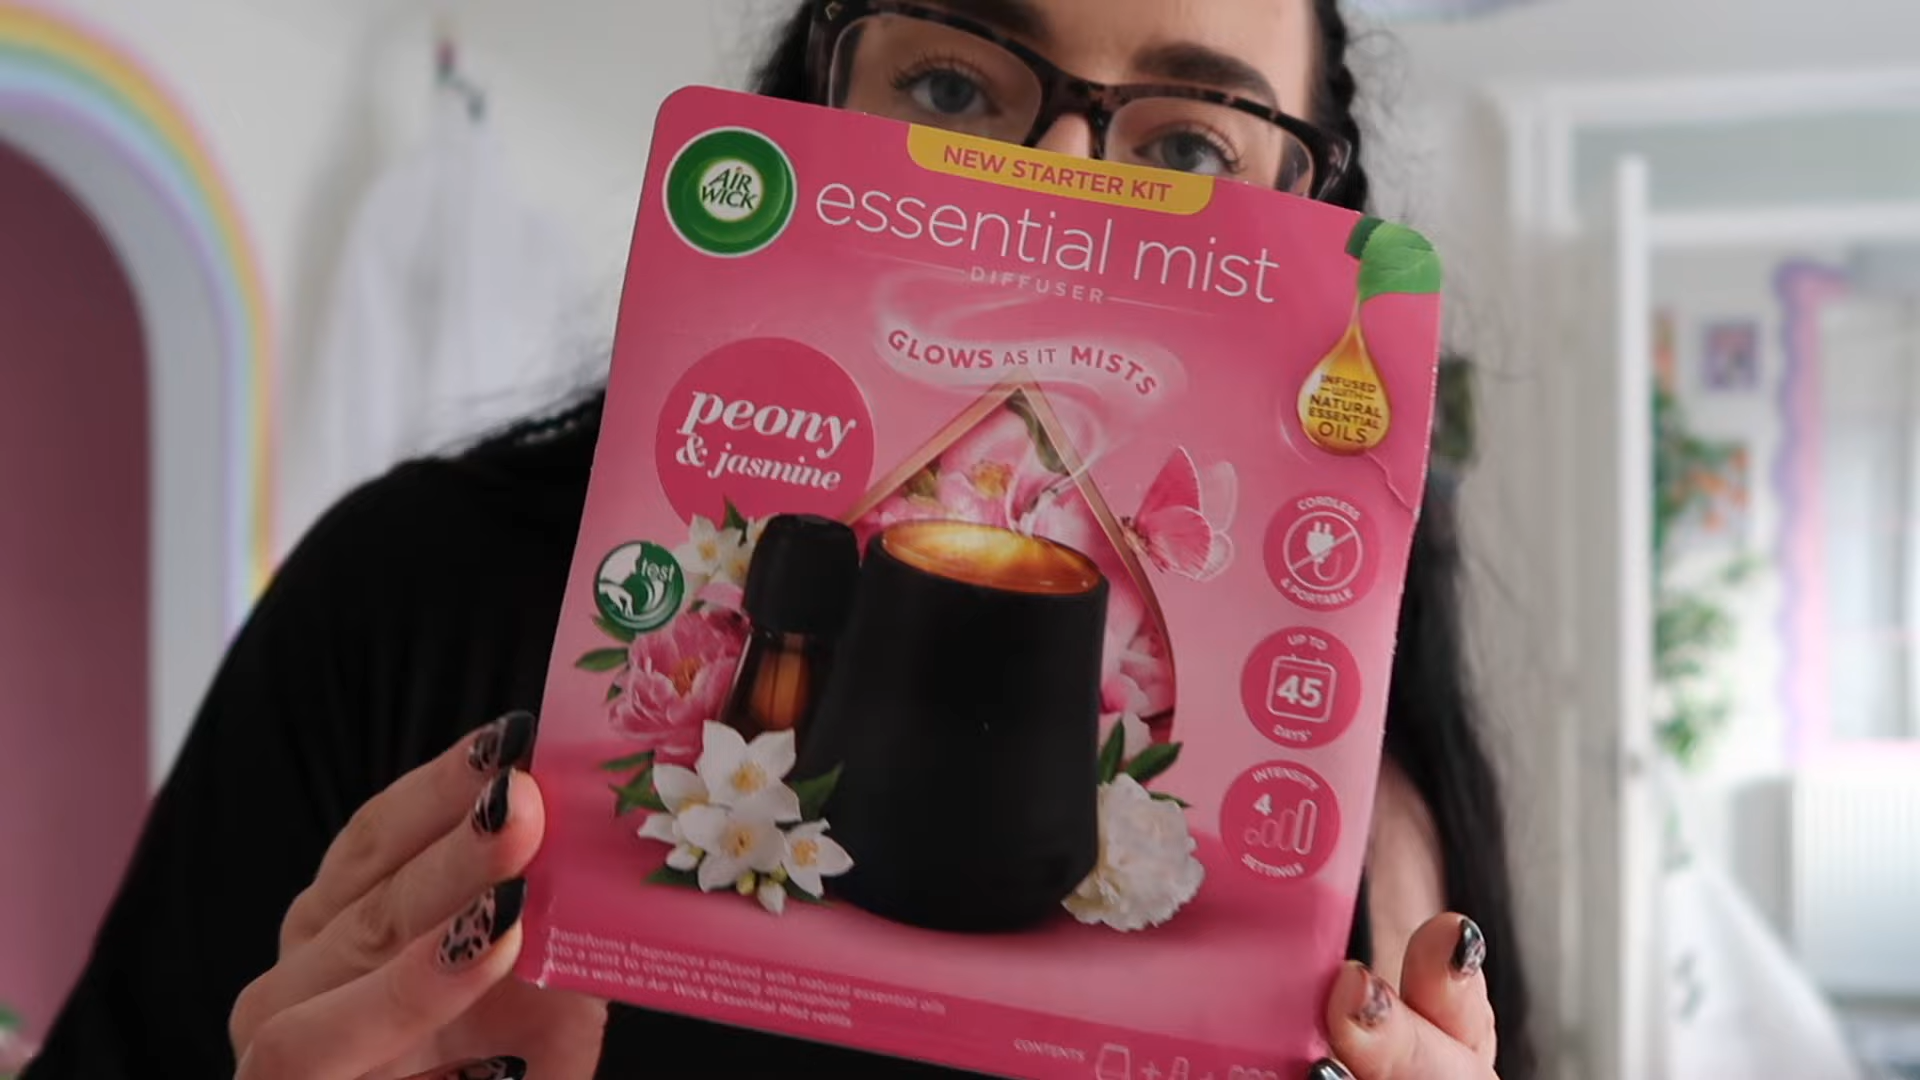 NEW STARTER KIT
AIR
WICK
essential mist
DIFFUSER
GLOWS AS IT MISTS
peony
& jasmine
INFUSED
WITH
NATURAL
ESSENTIAL
OILS
CORDLESS
& PORTABLE
test
UP TO
45
DAYS*
INTENSITY
4
SETTINGS
Transforms fragrances infused with natural essential oils
into a mist to create a relaxing atmosphere
Works with all Air Wick Essential Mist refills
CONTENTS